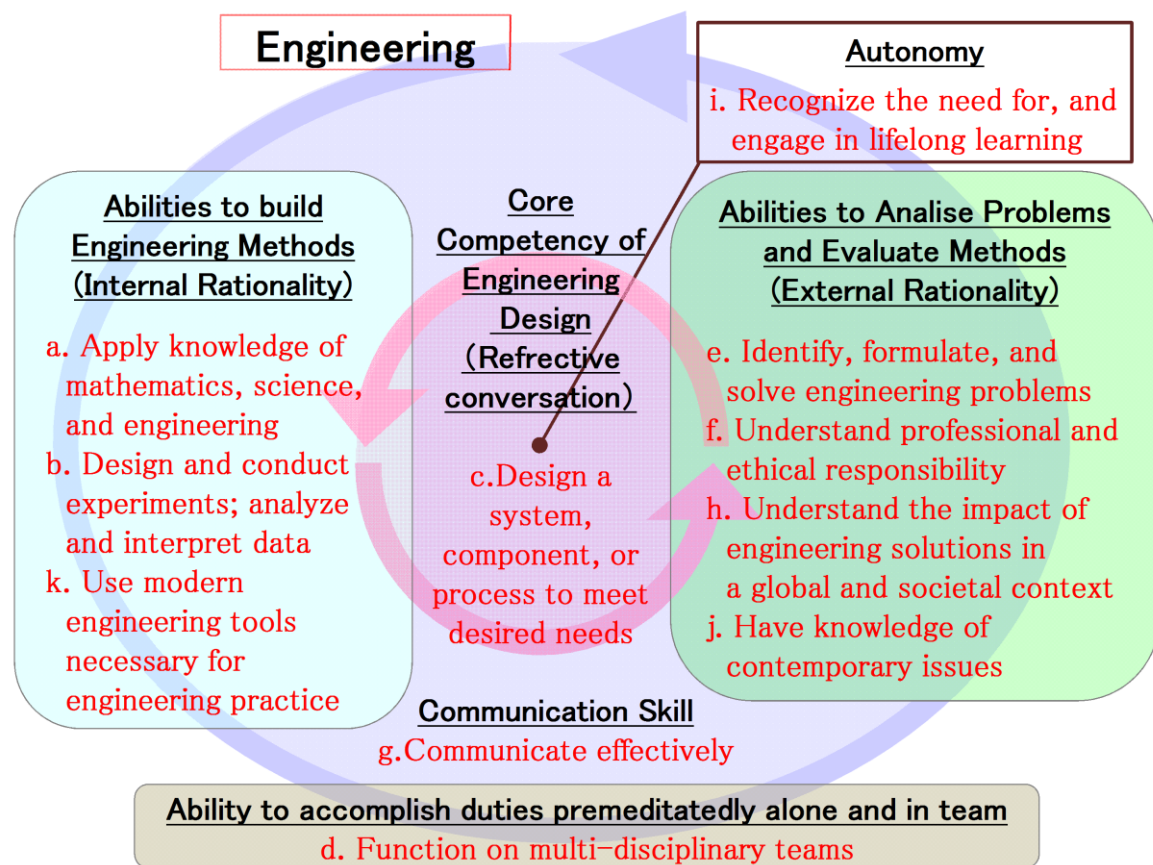 Engineering
Autonomy
i. Recognize the need for, and
engage in lifelong learning
Abilities to build
Engineering Methods
(Internal Rationality)
a. Apply knowledge of
mathematics, science,
and engineering
b. Design and conduct
experiments; analyze
and interpret data
k. Use modern
engineering tools
necessary for
engineering practice
Core
Competency of
Engineering
Design
(Refrective
conversation)
c.Design a
system,
component, or
process to meet
desired needs
Abilities to Analise Problems
and Evaluate Methods
(External Rationality)
e. Identify, formulate, and
solve engineering problems
f. Understand professional and
ethical responsibility
h. Understand the impact of
engineering solutions in
a global and societal context
j. Have knowledge of
contemporary issues
Communication Skill
g.Communicate effectively
Ability to accomplish duties premeditatedly alone and in team
d. Function on multi-disciplinary teams